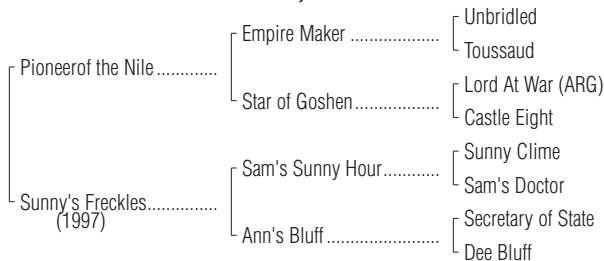 Unbridled
Empire Maker ..................
Toussaud
Pioneerof the Nile ............
Lord At War (ARG)
Star of Goshen .................
Castle Eight
Sunny Clime
Sam's Sunny Hour ...........
Sam's Doctor
Sunny's Freckles ..............
(1997)
Secretary of State
Ann's Bluff .......................
Dee Bluff